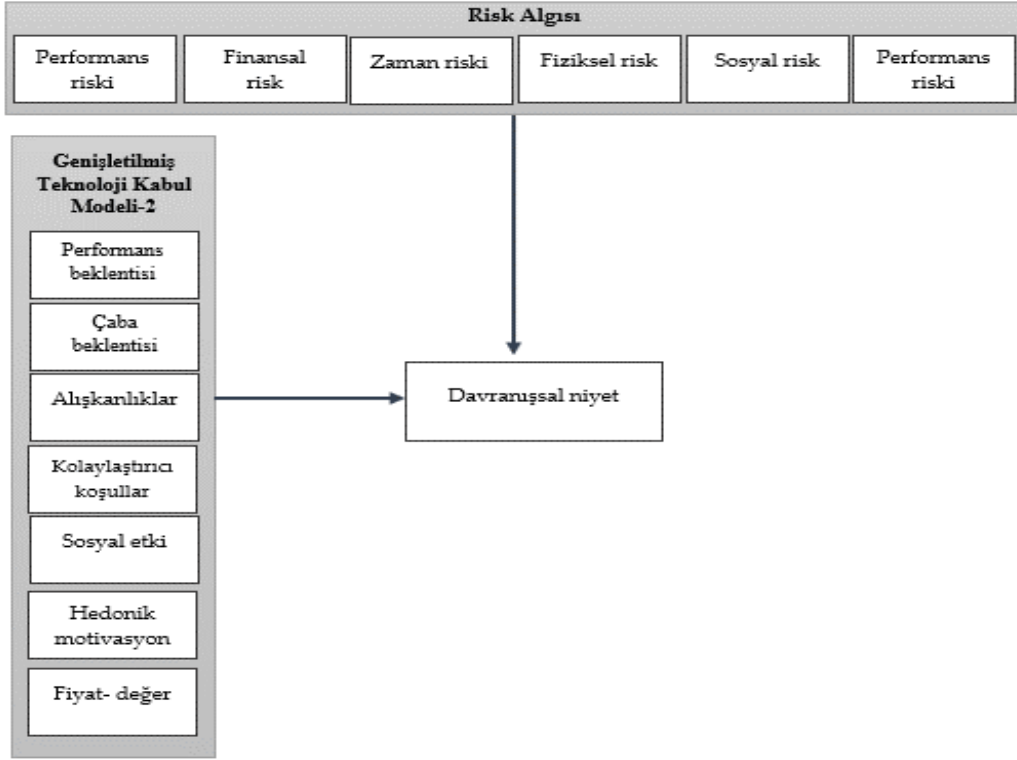 Risk Algısı
Performans
riski
Finansal
risk
Zaman riski
Fiziksel risk
Sosyal risk
Performans
riski
Genişletilmiş
Teknoloji Kabul
Modeli-2
Performans
beklentisi
Çaba
beklentisi
Alışkanlıklar
Kolaylaştırıcı
koşullar
Sosyal etki
Hedonik
motivasyon
Fiyat- değer
Davranışsal niyet